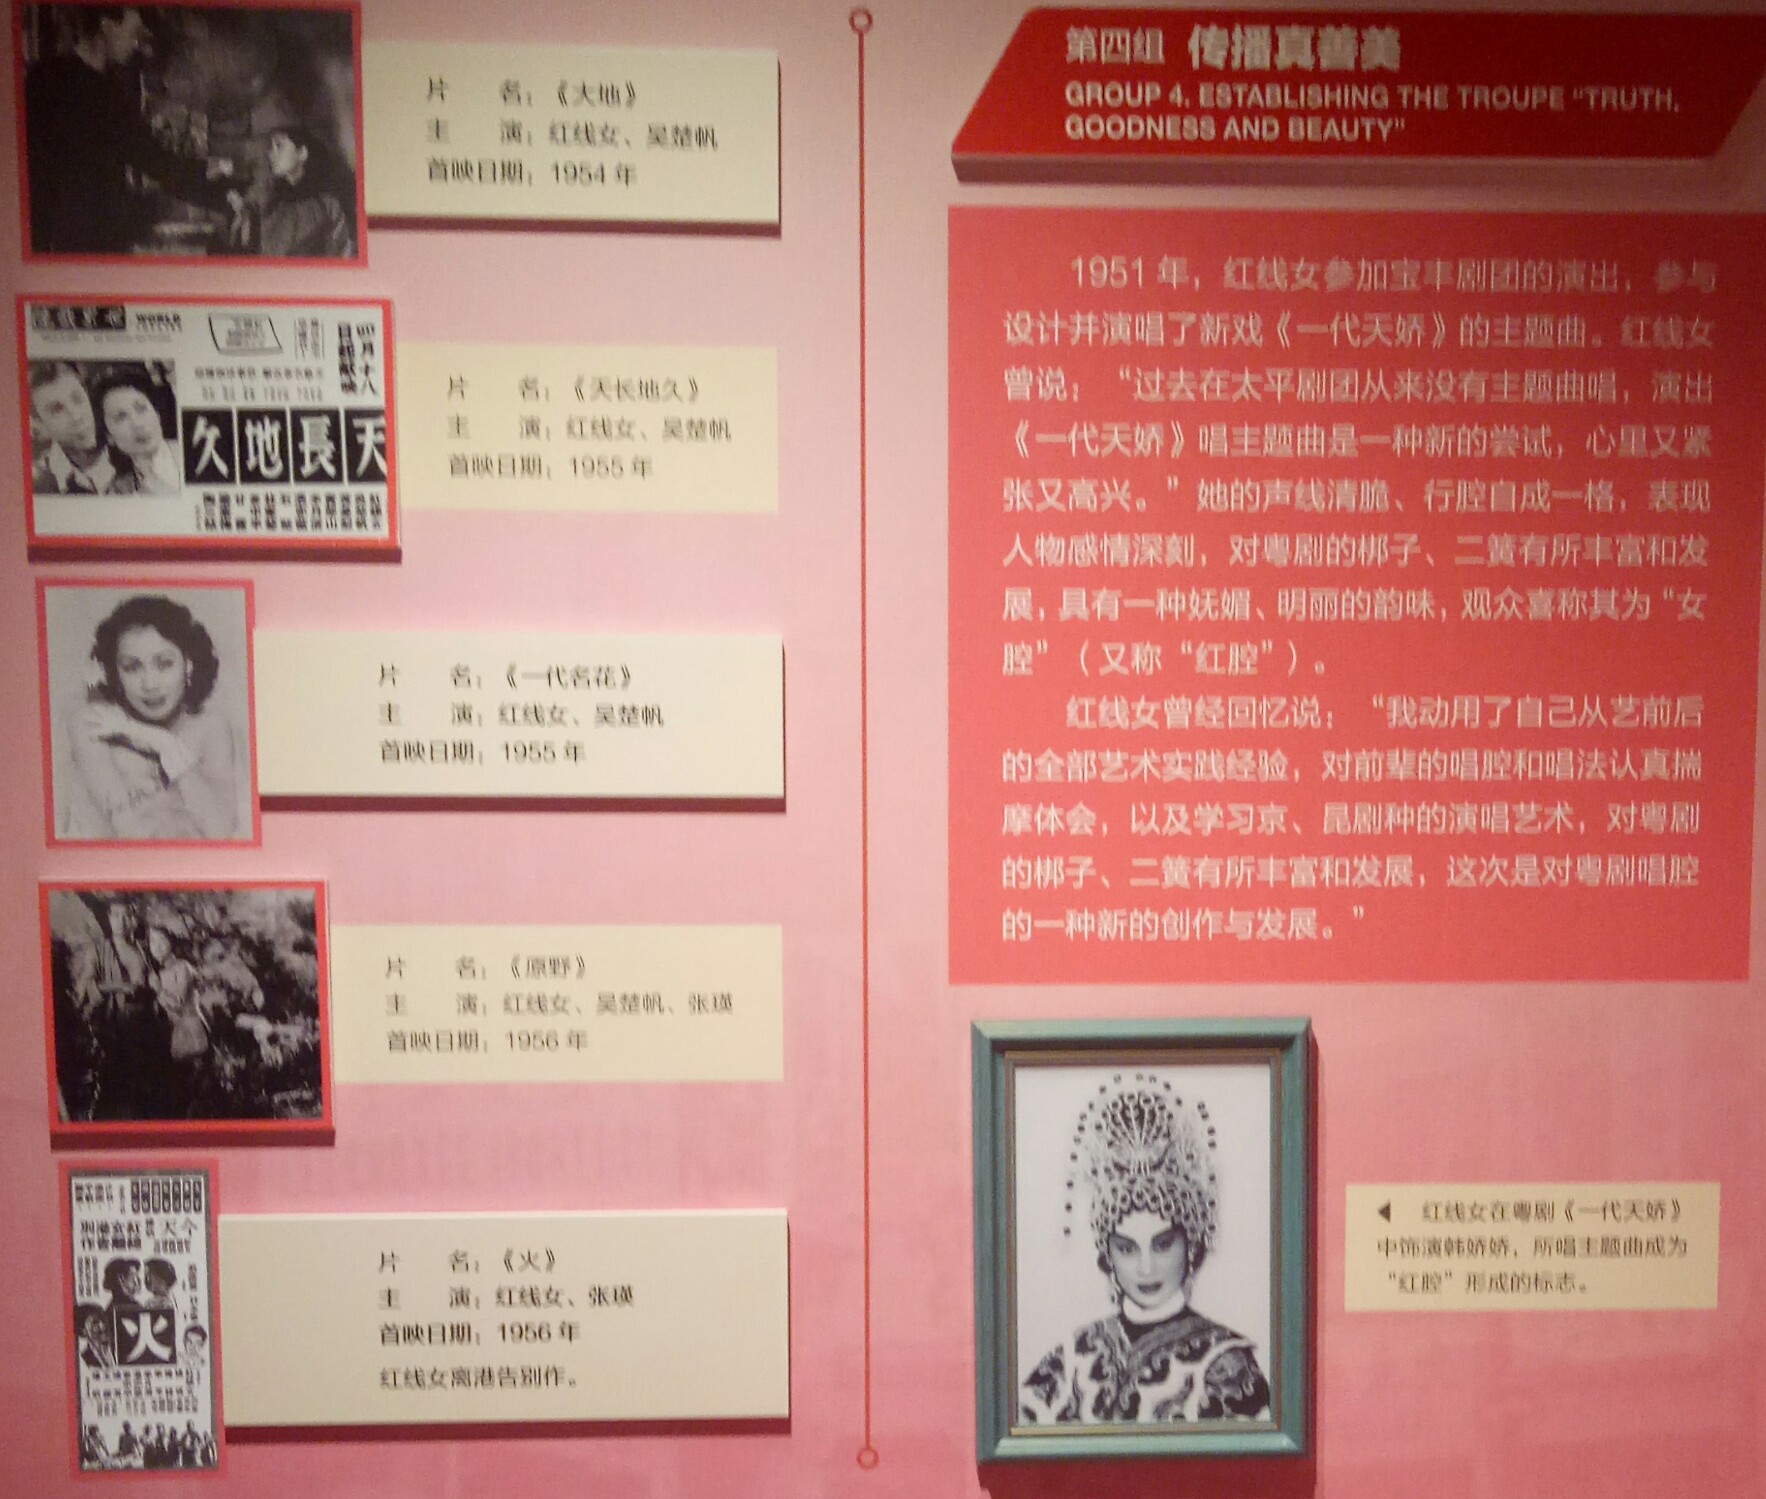 片 名：《大地》
主 演：红线女、吴楚帆
首映日期：1954 年
WORLD
THEATRE
日起献映
五月十八
久地長天
片 名：《天长地久》
主 演：红线女、吴楚帆
首映日期：1955 年
片 名：《一代名花》
主 演：红线女、吴楚帆
首映日期：1955 年
片 名：《原野》
主 演：红线女、吴楚帆、张瑛
首映日期：1956 年
今天
火
片 名：《火》
主 演：红线女、张瑛
首映日期：1956 年
红线女离港告别作。
第四组 传播真善美
GROUP 4. ESTABLISHING THE TROUPE "TRUTH,
GOODNESS AND BEAUTY"
1951 年，红线女参加宝丰剧团的演出，参与
设计并演唱了新戏《一代天娇》的主题曲。红线女
曾说：“过去在太平剧团从来没有主题曲唱，演出
《一代天娇》唱主题曲是一种新的尝试，心里又紧
张又高兴。”她的声线清脆、行腔自成一格，表现
人物感情深刻，对粤剧的梆子、二簧有所丰富和发
展，具有一种妩媚、明丽的韵味，观众喜称其为“女
腔”（又称“红腔”）。
红线女曾经回忆说：“我动用了自己从艺前后
的全部艺术实践经验，对前辈的唱腔和唱法认真揣
摩体会，以及学习京、昆剧种的演唱艺术，对粤剧
的梆子、二簧有所丰富和发展，这次是对粤剧唱腔
的一种新的创作与发展。”
◀ 红线女在粤剧《一代天娇》
中饰演韩娇娇，所唱主题曲成为
“红腔”形成的标志。